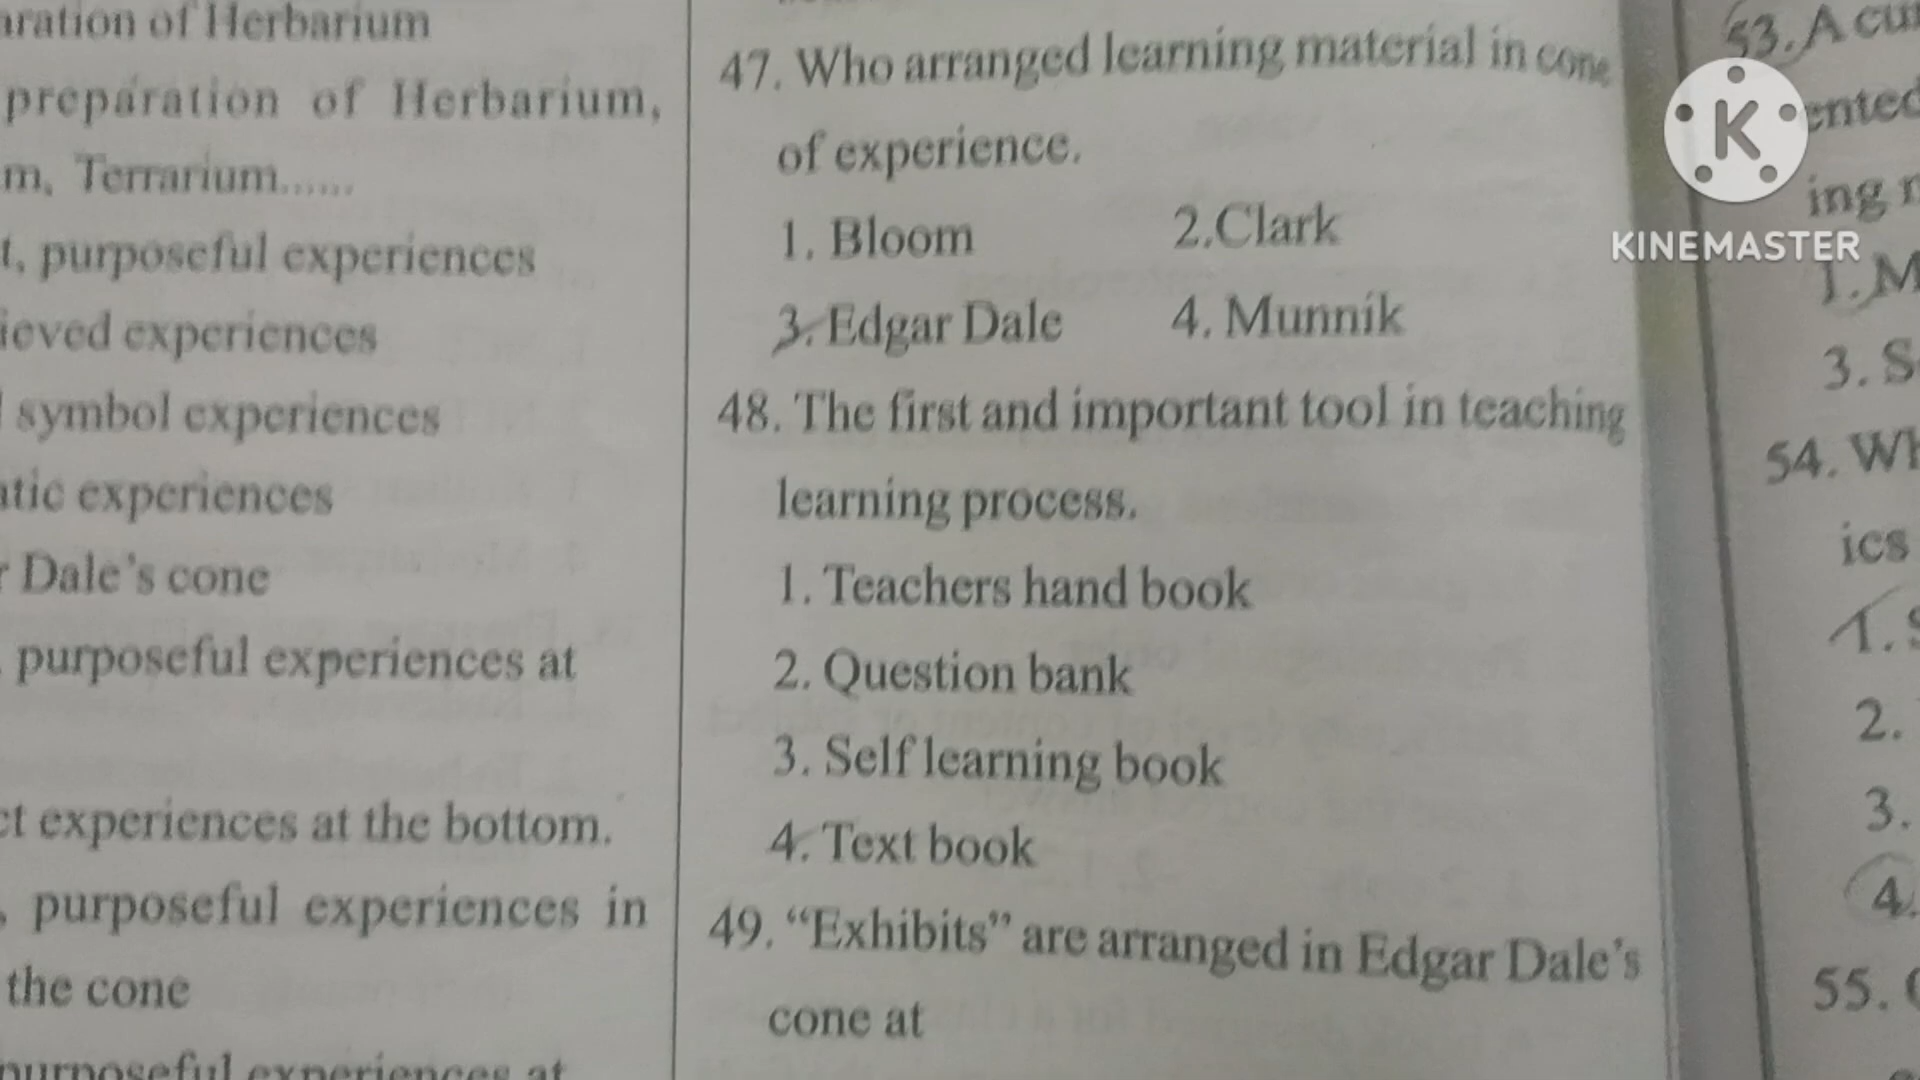 aration of Herbarium
preparation of Herbarium,
m, Terrarium......
t, purposeful experiences
ieved experiences
symbol experiences
atic experiences
r Dale's cone
purposeful experiences at
ct experiences at the bottom.
, purposeful experiences in
the cone
purposeful experiences at
47. Who arranged learning material in cone
of experience.
1. Bloom 2.Clark
3. Edgar Dale 4. Munnik
48. The first and important tool in teaching
learning process.
1. Teachers hand book
2. Question bank
3. Self learning book
4. Text book
49. “Exhibits” are arranged in Edgar Dale's
cone at
53. A cu
ented
ing
1. M
3. S
54. Wh
ics
1. S
2.
3.
4.
55.
K
KINEMASTER